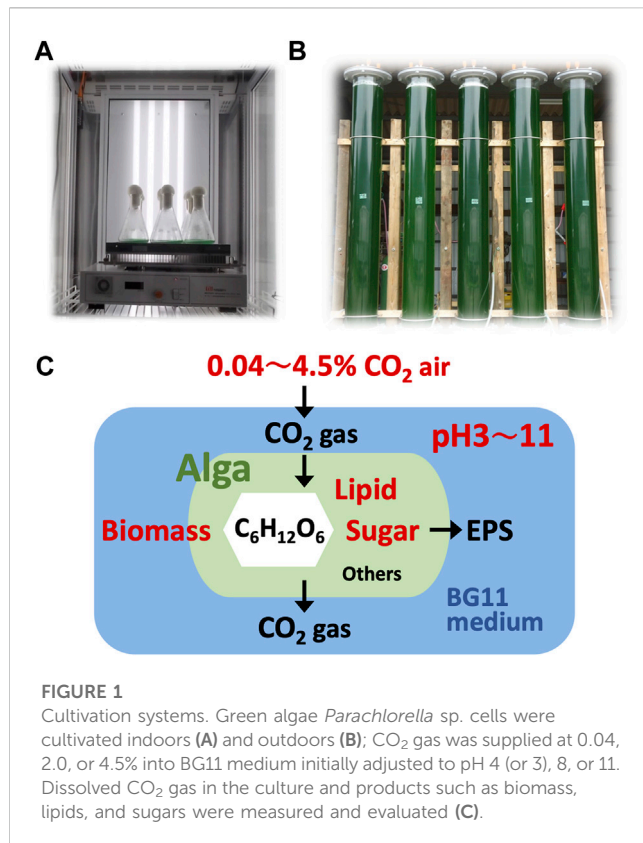 A
B
C
0.04～4.5% CO₂ air
CO₂ gas
pH3～11
Alga
Lipid
Biomass
C₆H₁₂O₆
Sugar
EPS
Others
BG11
medium
CO₂ gas
FIGURE 1
Cultivation systems. Green algae Parachlorella sp. cells were
cultivated indoors (A) and outdoors (B); CO₂ gas was supplied at 0.04,
2.0, or 4.5% into BG11 medium initially adjusted to pH 4 (or 3), 8, or 11.
Dissolved CO₂ gas in the culture and products such as biomass,
lipids, and sugars were measured and evaluated (C).